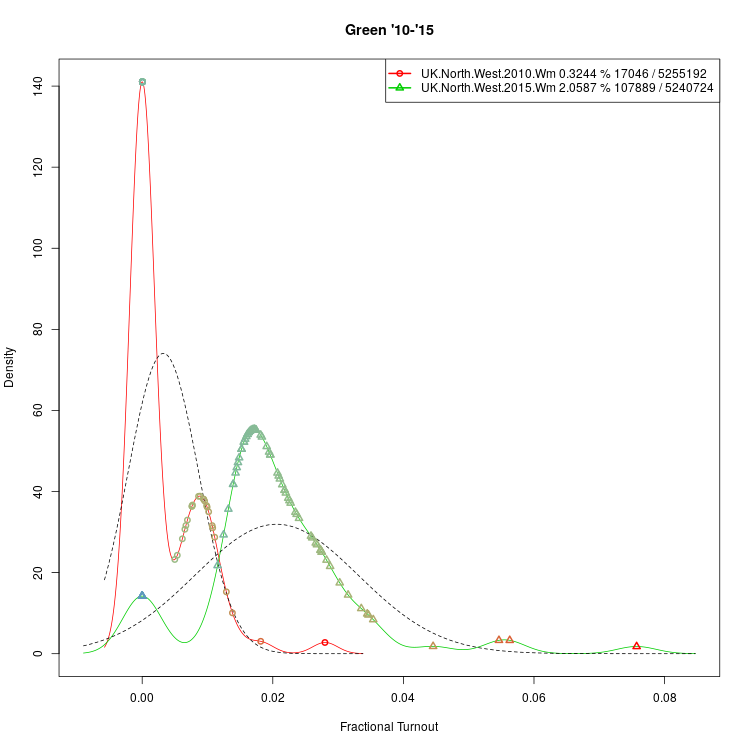 Green '10-'15
UK.North.West.2010.Wm 0.3244 % 17046 / 5255192
UK.North.West.2015.Wm 2.0587 % 107889 / 5240724
Density
140
120
100
80
60
40
20
0
0.00 0.02 0.04 0.06 0.08
Fractional Turnout